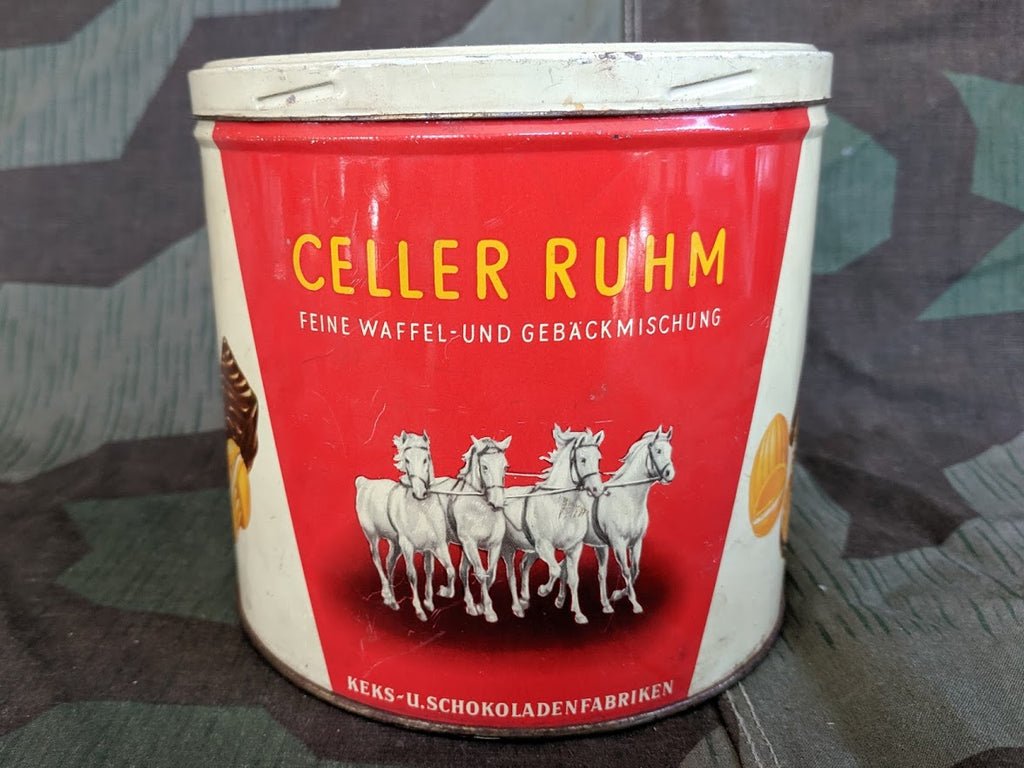 CELLER RUHM
FEINE WAFFEL-UND GEBÄCKMISCHUNG
KEKS-U.SCHOKOLADENFABRIKEN